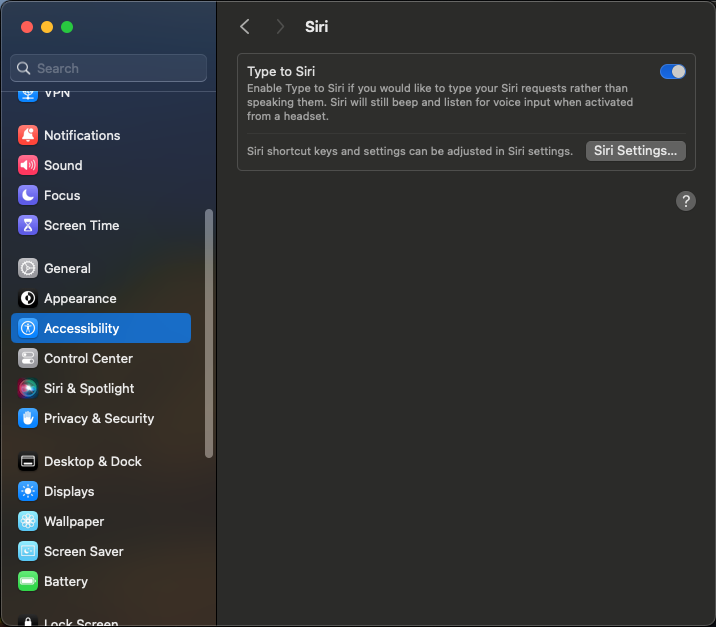 Siri
Search
VPN
Notifications
Sound
Focus
Screen Time
General
Appearance
Accessibility
Control Center
Siri & Spotlight
Privacy & Security
Desktop & Dock
Displays
Wallpaper
Screen Saver
Battery
Lock Screen
Type to Siri
Enable Type to Siri if you would like to type your Siri requests rather than
speaking them. Siri will still beep and listen for voice input when activated
from a headset.
Siri shortcut keys and settings can be adjusted in Siri settings.
Siri Settings...
?